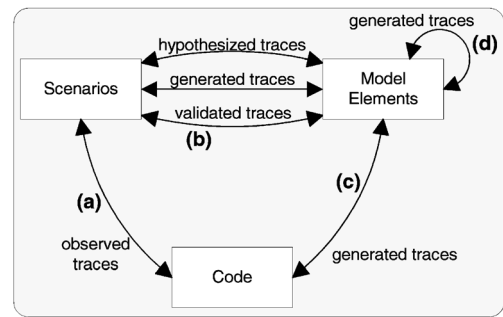 generated traces
(d)
hypothesized traces
generated traces
validated traces
(b)
Scenarios
Model
Elements
(a)
(c)
observed
traces
generated traces
Code